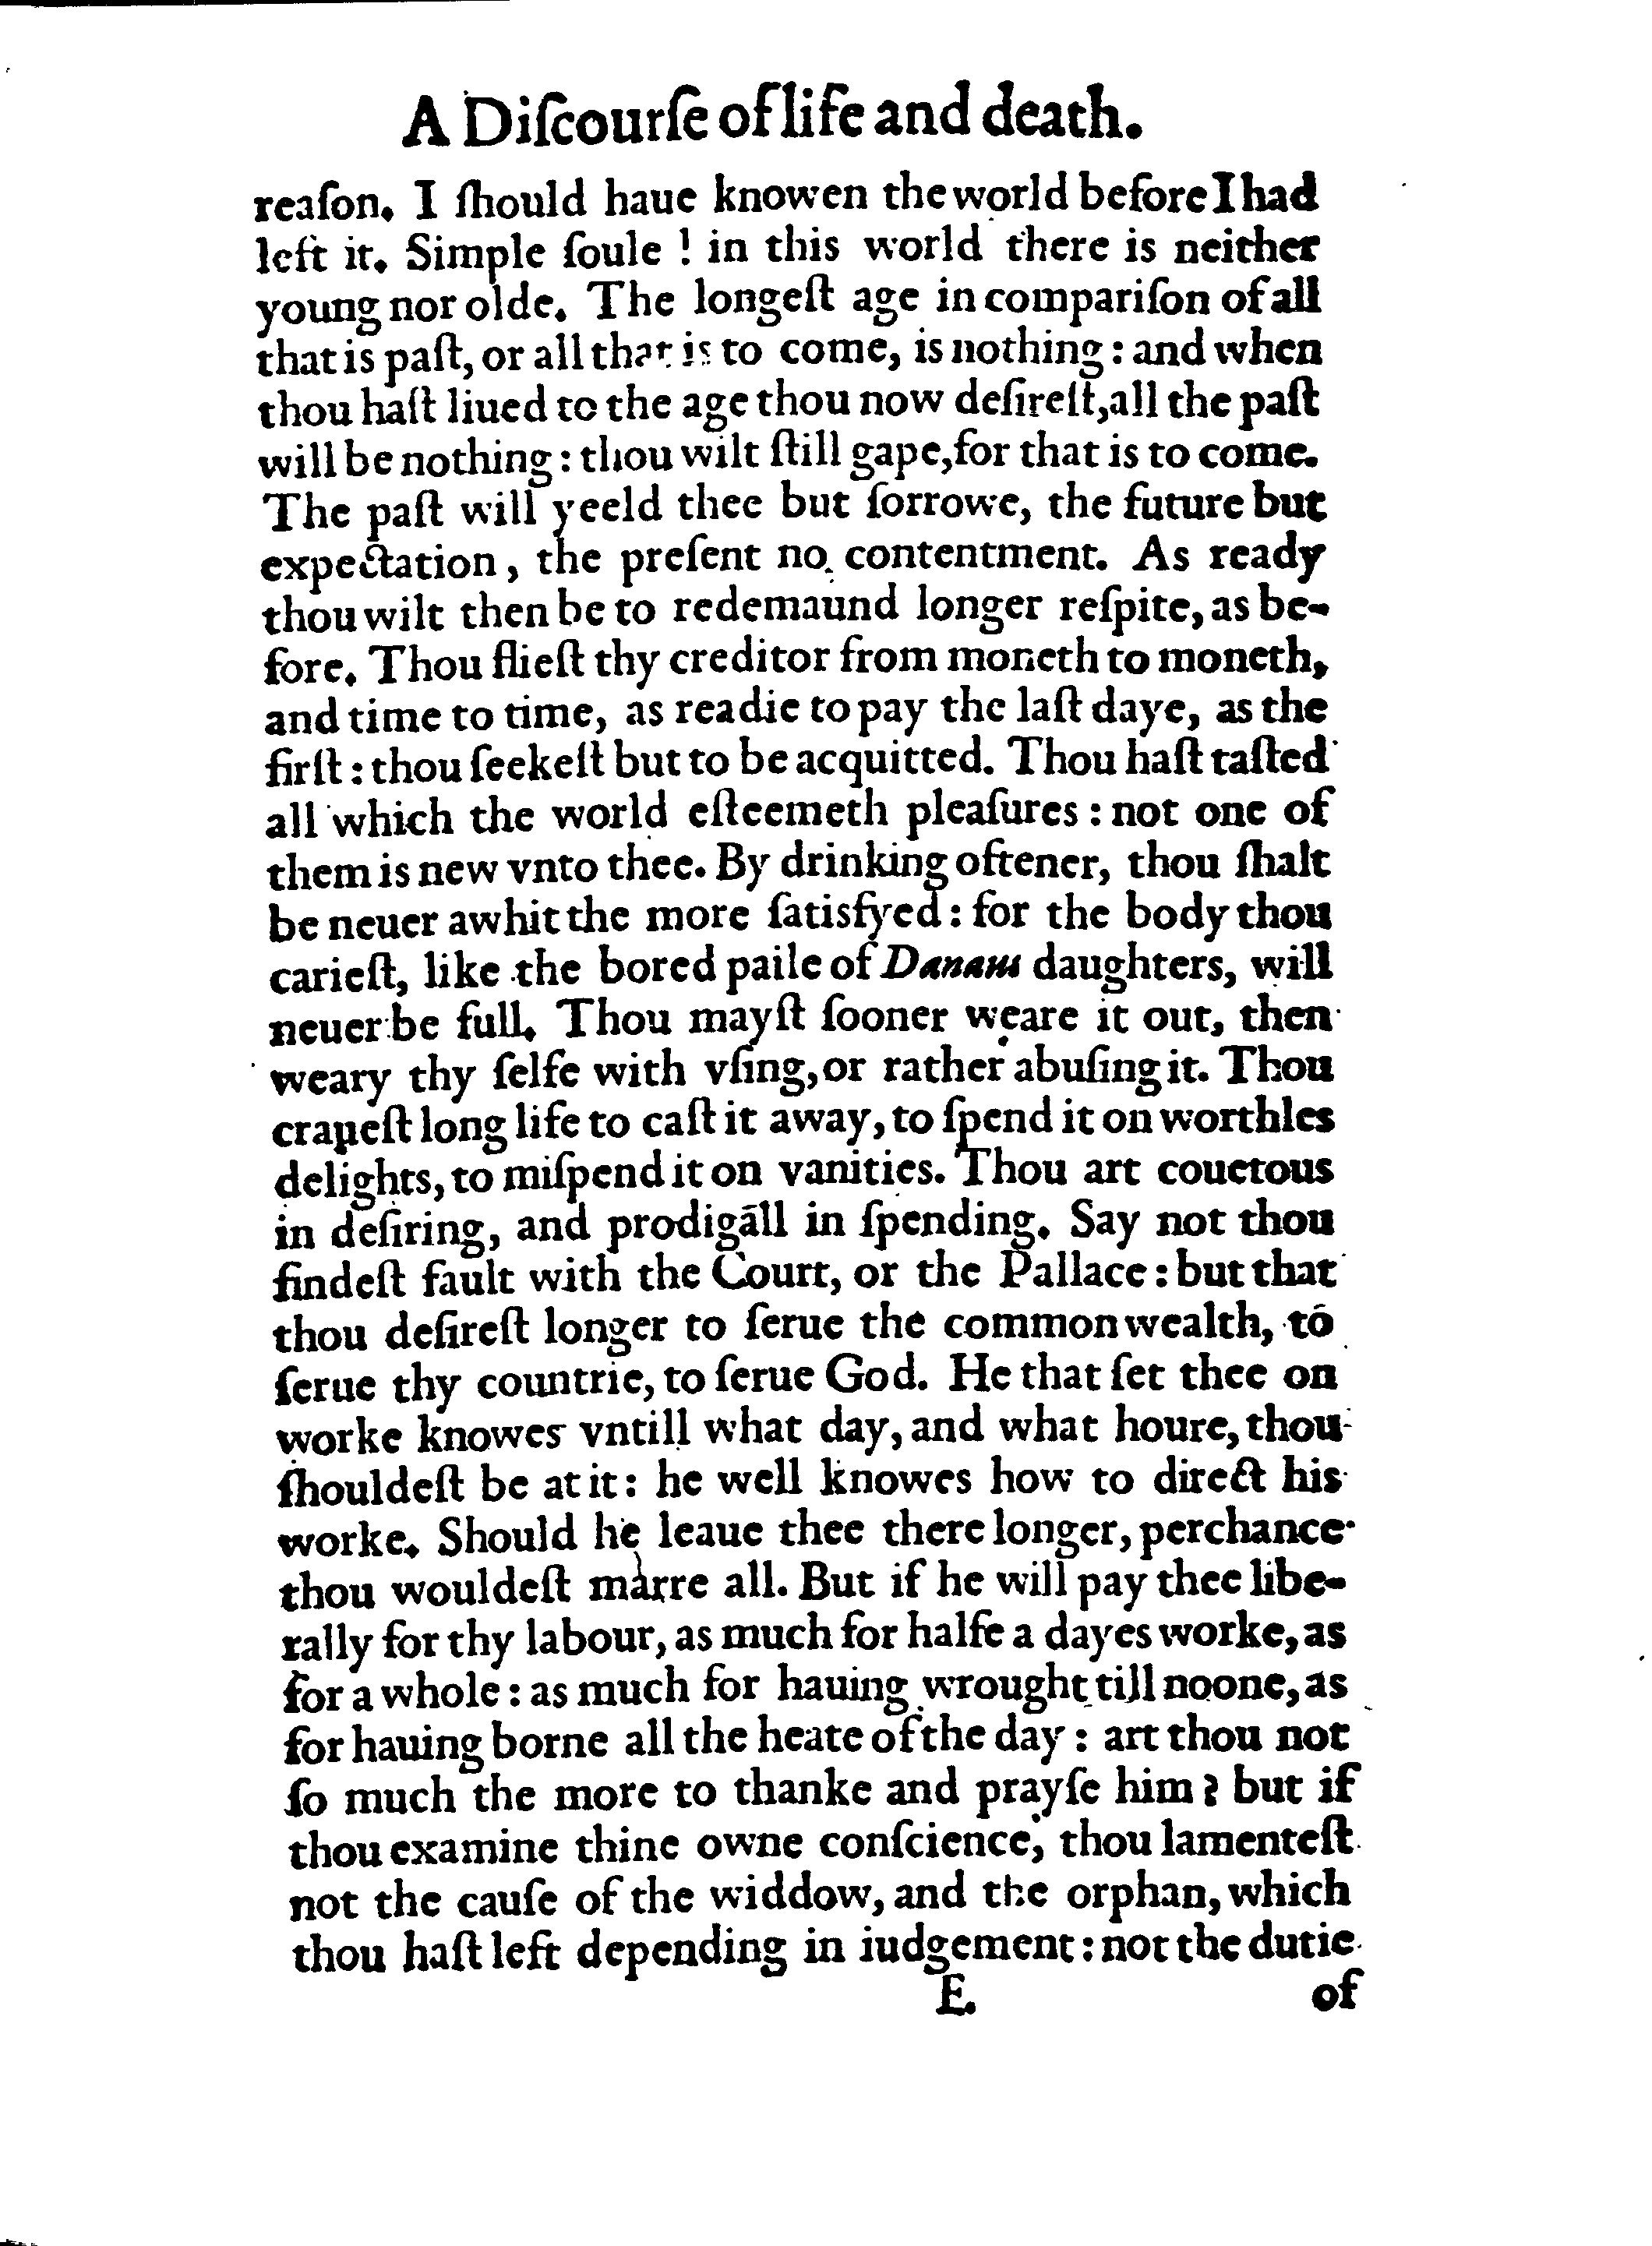 A Diſcourſe of life and death.
reaſon. I ſhould haue knowen the world before I had
left it. Simple ſoule ! in this world there is neither
young nor olde. The longeſt age in compariſon of all
that is paſt, or all that is to come, is nothing : and when
thou haſt liued to the age thou now deſireſt, all the paſt
will be nothing : thou wilt ſtill gape, for that is to come.
The paſt will yeeld thee but ſorrowe, the future but
expectation, the preſent no contentment. As ready
thou wilt then be to redemaund longer reſpite, as be-
fore. Thou flieſt thy creditor from moneth to moneth,
and time to time, as readie to pay the laſt daye, as the
firſt : thou ſeekeſt but to be acquitted. Thou haſt taſted
all which the world eſteemeth pleaſures : not one of
them is new vnto thee. By drinking oftener, thou ſhalt
be neuer awhit the more ſatisfyed : for the body thou
carieſt, like the bored paile of Danaus daughters, will
neuer be full. Thou mayſt ſooner weare it out, then
weary thy ſelfe with vſing, or rather abuſing it. Thou
craueſt long life to caſt it away, to ſpend it on worthles
delights, to miſpend it on vanities. Thou art couetous
in deſiring, and prodigall in ſpending. Say not thou
findeſt fault with the Court, or the Pallace : but that
thou deſireſt longer to ſerue the commonwealth, to
ſerue thy countrie, to ſerue God. He that ſet thee on
worke knowes vntill what day, and what houre, thou
ſhouldeſt be at it : he well knowes how to direct his
worke. Should he leaue thee there longer, perchance
thou wouldeſt marre all. But if he will pay thee libe-
rally for thy labour, as much for halfe a dayes worke, as
for a whole : as much for hauing wrought till noone, as
for hauing borne all the heate of the day : art thou not
ſo much the more to thanke and prayſe him ? but if
thou examine thine owne conſcience, thou lamenteſt
not the cauſe of the widdow, and the orphan, which
thou haſt left depending in iudgement : not the dutie
E. of